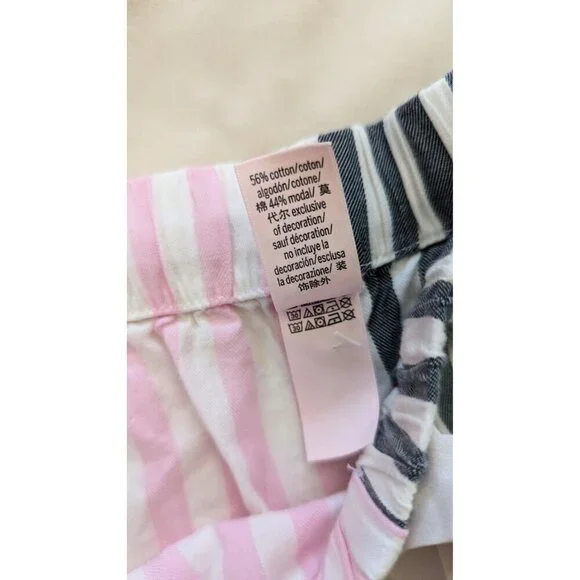 56% cotton/coton/
algodón/cotone/
棉 44% modal/ 莫
代尔 exclusive
of decoration/
sauf décoration/
no incluye la
decoración/esclusa
la decorazione/ 装
饰除外